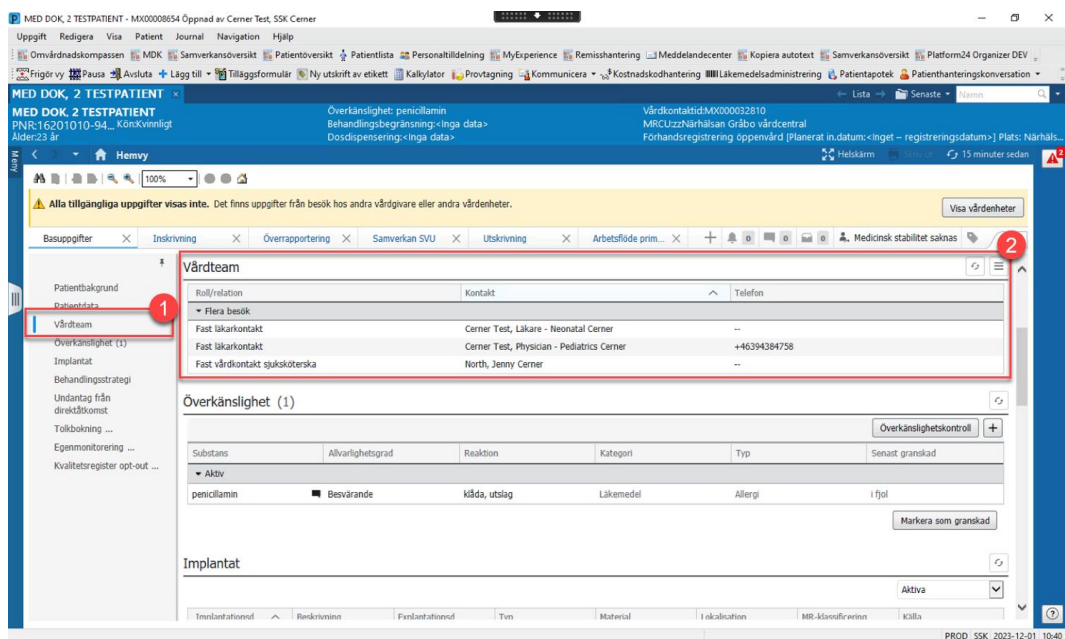 MED DOK, 2 TESTPATIENT - MX00008654 Öppnad av Cerner Test, SSK Cerner
Uppgift Redigera Visa Patient Journal Navigation Hjälp
Omvårdnadskompassen MDK Samverkansöversikt Patientöversikt Patientlista Personaltilldelning MyExperience Remisshantering Meddelandecenter Kopiera autotext Samverkansöversikt Platform24 Organizer DEV
Frigör vy Pausa Avsluta Lägg till Tilläggsformulär Ny utskrift av etikett Kalkylator Provtagning Kommunicera Kostnadskodhantering Läkemedelsadministrering Patientapotek Patienthanteringskonversation
MED DOK, 2 TESTPATIENT Lista Senaste Namn
MED DOK, 2 TESTPATIENT Överkänslighet: penicillamin Vårdkontaktid:MX000032810
PNR:16201010-94... Kön:Kvinnligt Behandlingsbegränsning:<Inga data> MRCU:zzNärhälsan Gråbo vårdcentral
Ålder:23 år Dosdispensering:<Inga data> Förhandsregistrering öppenvård [Planerat in.datum:<Inget – registreringsdatum>] Plats: Närhäls...
Meny
Hemvy Helskärm Skriv ut 15 minuter sedan
2
100%
Alla tillgängliga uppgifter visas inte. Det finns uppgifter från besök hos andra vårdgivare eller andra vårdenheter. Visa vårdenheter
Basuppgifter Inskrivning Överrapportering Samverkan SVU Utskrivning Arbetsflöde prim... 0 0 0 Medicinsk stabilitet saknas
2
Patientbakgrund
Patientdata
1
Vårdteam
Överkänslighet (1)
Implantat
Behandlingsstrategi
Undantag från
direktåtkomst
Tolkbokning ...
Egenmonitorering ...
Kvalitetsregister opt-out ...
Vårdteam
Roll/relation Kontakt Telefon
Flera besök
Fast läkarkontakt Cerner Test, Läkare - Neonatal Cerner --
Fast läkarkontakt Cerner Test, Physician - Pediatrics Cerner +46394384758
Fast vårdkontakt sjuksköterska North, Jenny Cerner --
Överkänslighet (1)
Överkänslighetskontroll
Substans Allvarlighetsgrad Reaktion Kategori Typ Senast granskad
Aktiv
penicillamin Besvärande klåda, utslag Läkemedel Allergi i fjol
Markera som granskad
Implantat
Aktiva
Implantationsd Beskrivning Explantationsd Typ Material Lokalisation MR-klassificering Källa
PROD SSK 2023-12-01 10:40